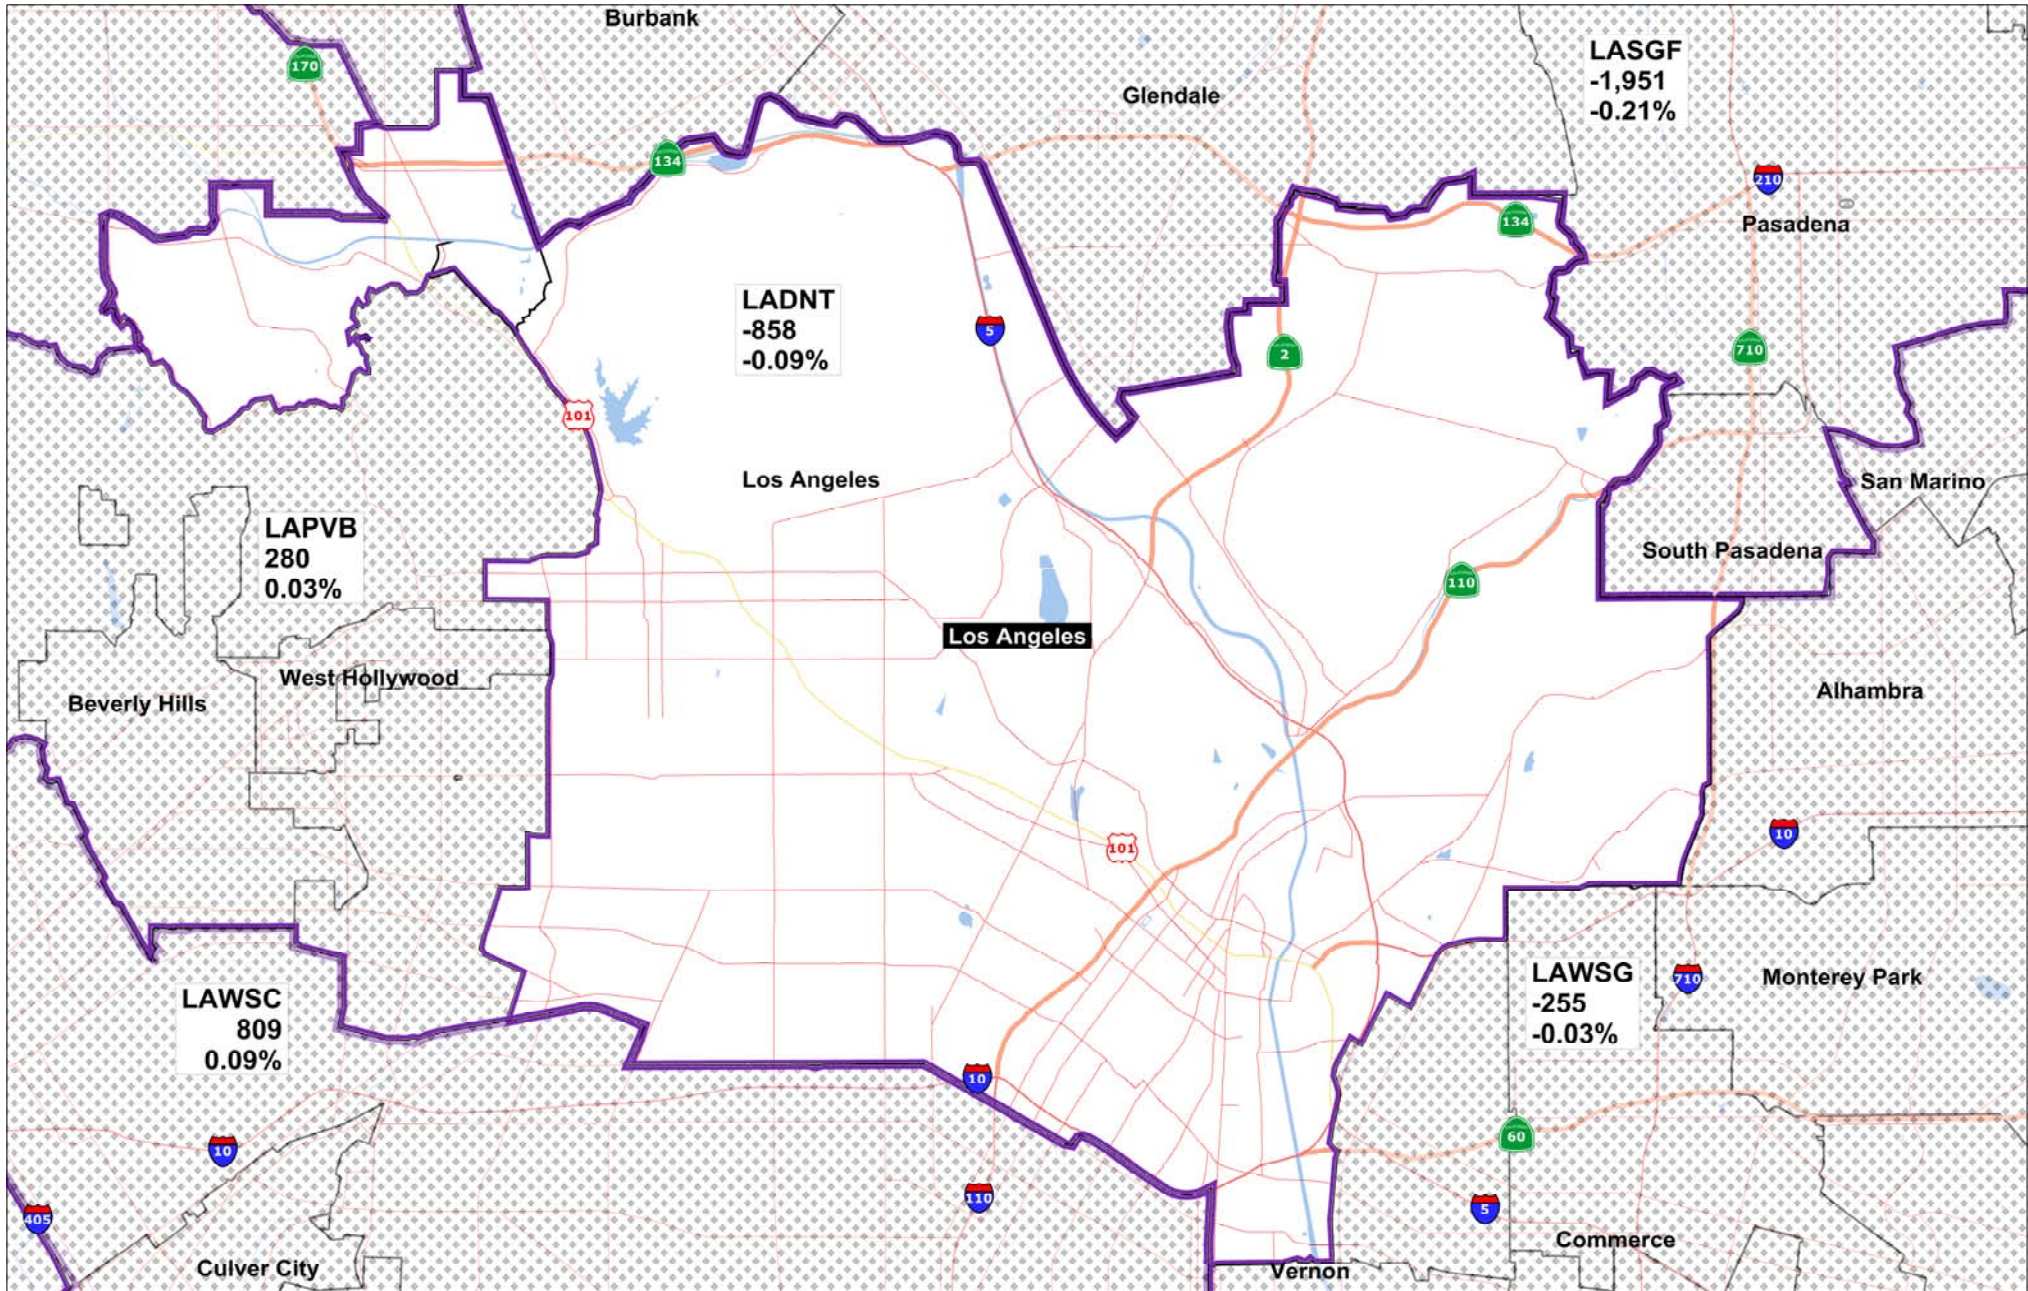 Burbank
LASGF
-1,951
-0.21%
170
Glendale
134
210
134
Pasadena
LADNT
-858
-0.09%
5
2
710
101
Los Angeles
San Marino
LAPVB
280
0.03%
South Pasadena
110
Los Angeles
West Hollywood
Beverly Hills
Alhambra
10
101
LAWSG
-255
-0.03%
710
Monterey Park
LAWSC
809
0.09%
10
60
10
110
5
405
Commerce
Culver City
Vernon